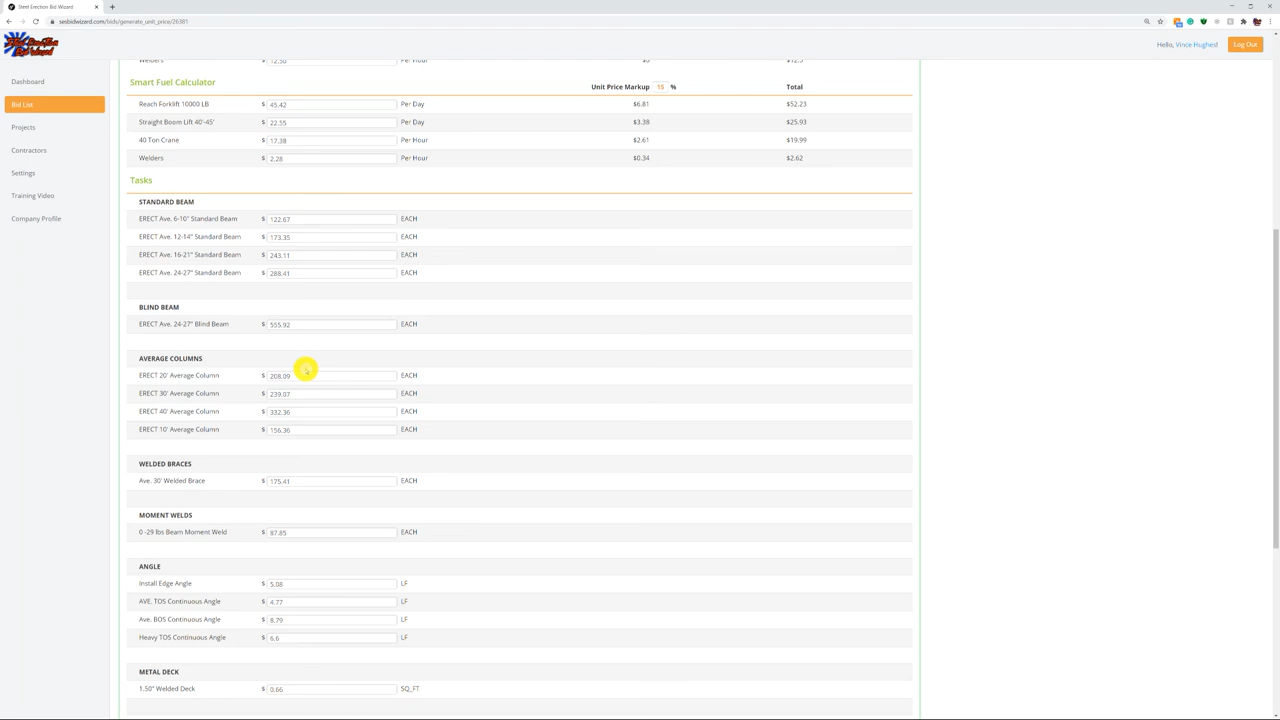 Steel Erection Bid Wizard
sesbidwizard.com/bids/generate_unit_price/26381
Steel Erection
Bid Wizard
Hello, Vince Hughes!
Log Out
Dashboard
Bid List
Projects
Contractors
Settings
Training Video
Company Profile
Welders 12.50 Per Hour $0 $12.5
Smart Fuel Calculator Unit Price Markup 15 % Total
Reach Forklift 10000 LB $ 45.42 Per Day $6.81 $52.23
Straight Boom Lift 40'-45' $ 22.55 Per Day $3.38 $25.93
40 Ton Crane $ 17.38 Per Hour $2.61 $19.99
Welders $ 2.28 Per Hour $0.34 $2.62
Tasks
STANDARD BEAM
ERECT Ave. 6-10" Standard Beam $ 122.67 EACH
ERECT Ave. 12-14" Standard Beam $ 173.35 EACH
ERECT Ave. 16-21" Standard Beam $ 243.11 EACH
ERECT Ave. 24-27" Standard Beam $ 288.41 EACH
BLIND BEAM
ERECT Ave. 24-27" Blind Beam $ 555.92 EACH
AVERAGE COLUMNS
ERECT 20' Average Column $ 208.09 EACH
ERECT 30' Average Column $ 239.07 EACH
ERECT 40' Average Column $ 332.36 EACH
ERECT 10' Average Column $ 156.36 EACH
WELDED BRACES
Ave. 30' Welded Brace $ 175.41 EACH
MOMENT WELDS
0 -29 lbs Beam Moment Weld $ 87.85 EACH
ANGLE
Install Edge Angle $ 5.08 LF
AVE. TOS Continuous Angle $ 4.77 LF
Ave. BOS Continuous Angle $ 8.79 LF
Heavy TOS Continuous Angle $ 6.6 LF
METAL DECK
1.50" Welded Deck $ 0.66 SQ_FT